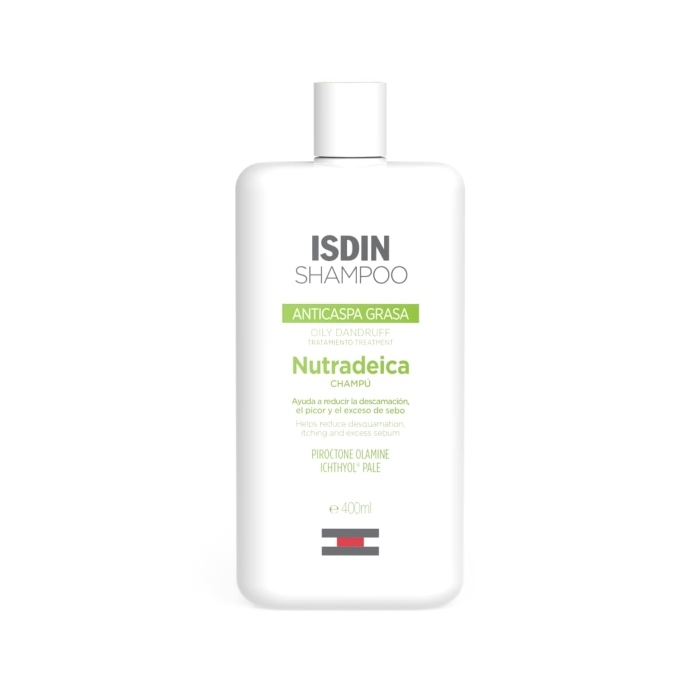 ISDIN
SHAMPOO
ANTICASPA GRASA
OILY DANDRUFF
TRATAMIENTO TREATMENT
Nutradeica
CHAMPÚ
Ayuda a reducir la descamación,
el picor y el exceso de sebo
Helps reduce desquamation,
itching and excess sebum
PIROCTONE OLAMINE
ICHTHYOL® PALE
℮ 400ml